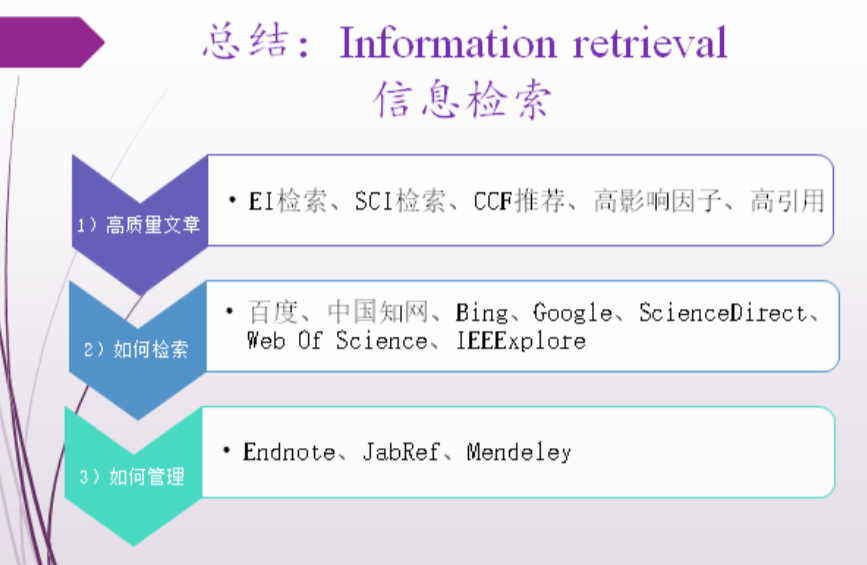 总结：Information retrieval
信息检索
1）高质量文章
• EI检索、SCI检索、CCF推荐、高影响因子、高引用
2）如何检索
• 百度、中国知网、Bing、Google、ScienceDirect、
Web Of Science、IEEExplore
3）如何管理
• Endnote、JabRef、Mendeley